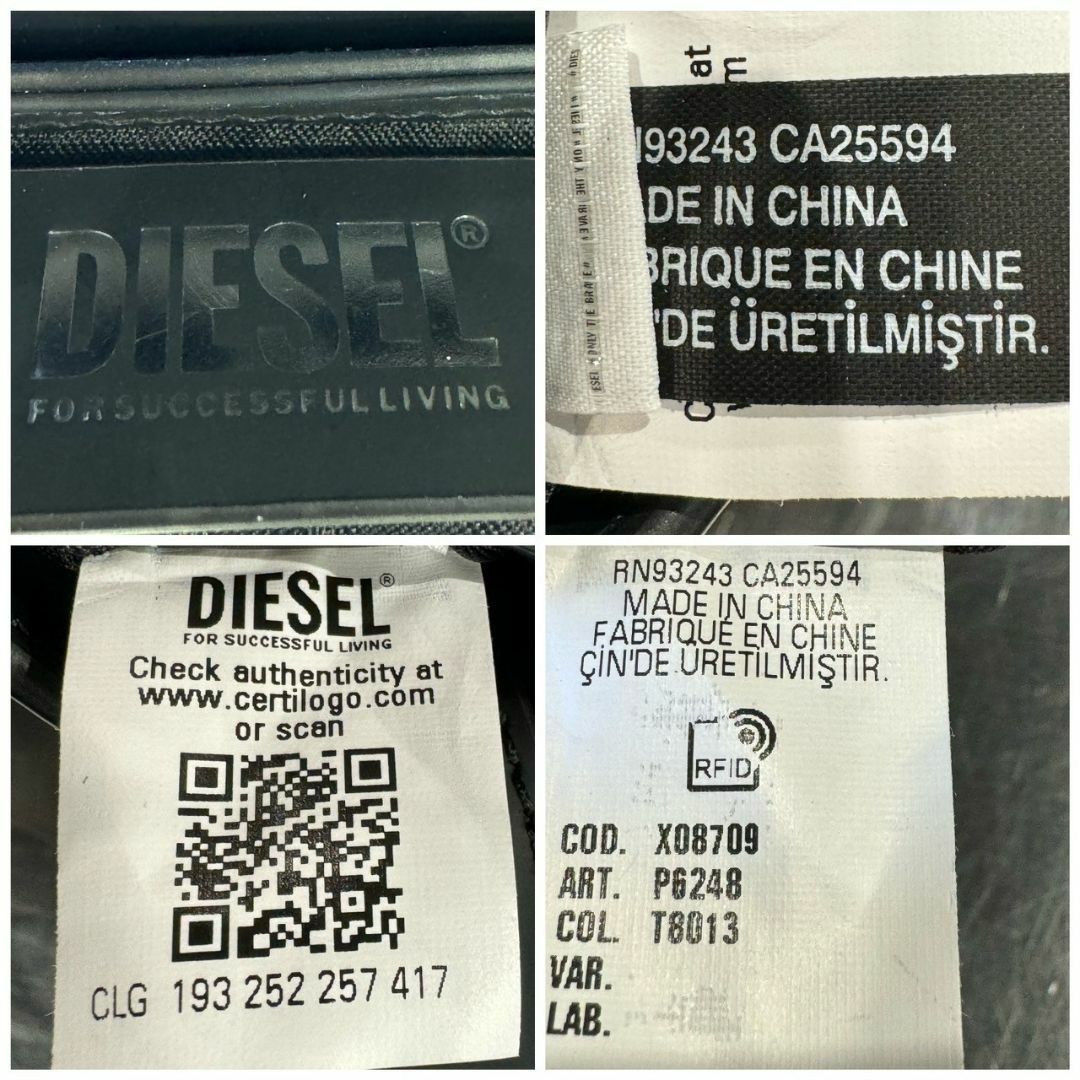 DIESEL®
FOR SUCCESSFUL LIVING
at
N93243 CA25594
DE IN CHINA
BRIQUE EN CHINE
N'DE ÜRETİLMİŞTİR.
DIESEL®
FOR SUCCESSFUL LIVING
Check authenticity at
www.certilogo.com
or scan
CLG 193 252 257 417
RN93243 CA25594
MADE IN CHINA
FABRIQUE EN CHINE
ÇİN'DE ÜRETİLMİŞTİR.
RFID
COD. X08709
ART. P6248
COL. T8013
VAR.
LAB.